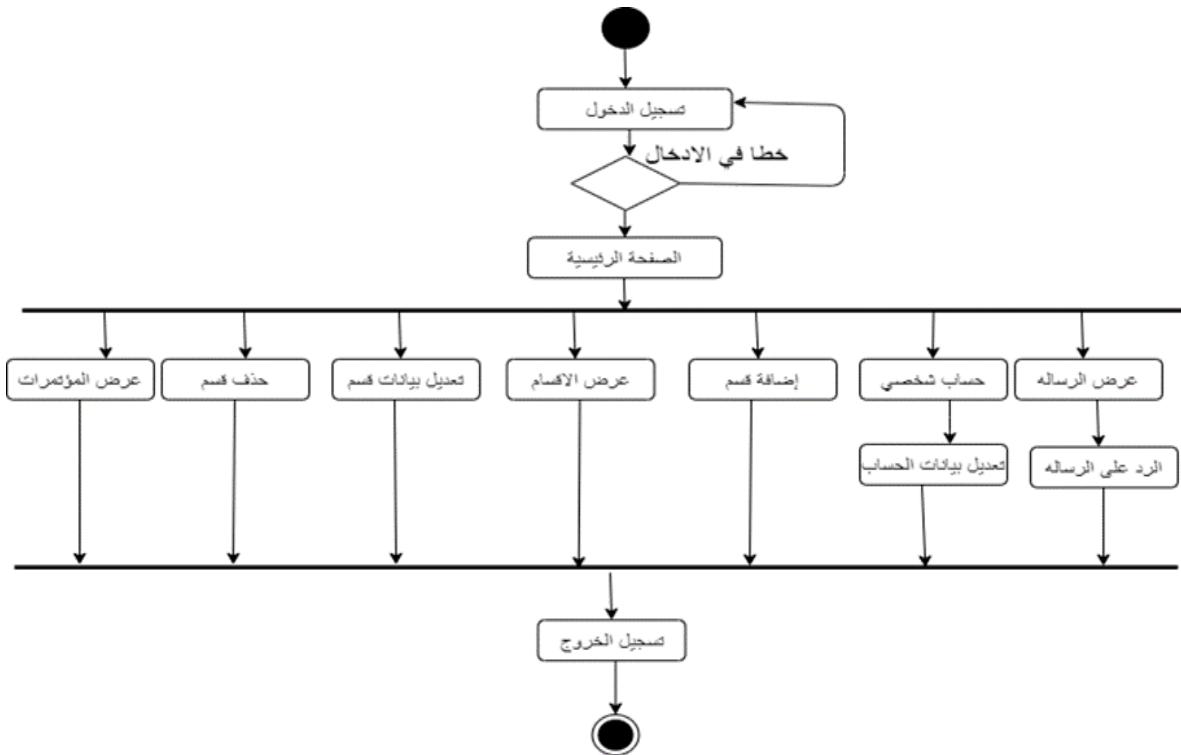 تسجيل الدخول
خطا في الادخال
الصفحة الرئيسية
عرض الرساله
حساب شخصي
إضافة قسم
عرض الاقسام
تعديل بيانات قسم
حذف قسم
عرض المؤتمرات
الرد على الرساله
تعديل بيانات الحساب
تسجيل الخروج